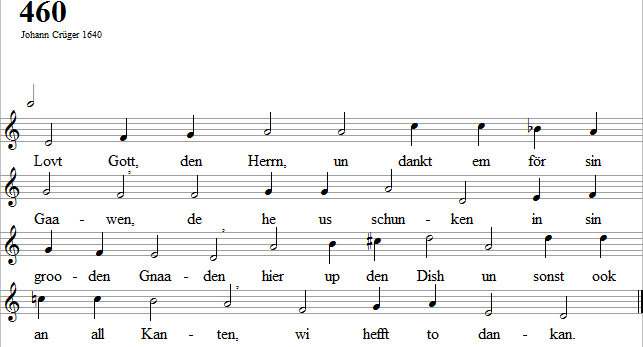 460
Johann Crüger 1640
Lovt Gott, den Herrn, un dankt em för sin
Gaa - wen, de he us schun - ken in sin
groo - den Gnaa - den hier up den Dish un sonst ook
an all Kan - ten, wi hefft to dan - kan.